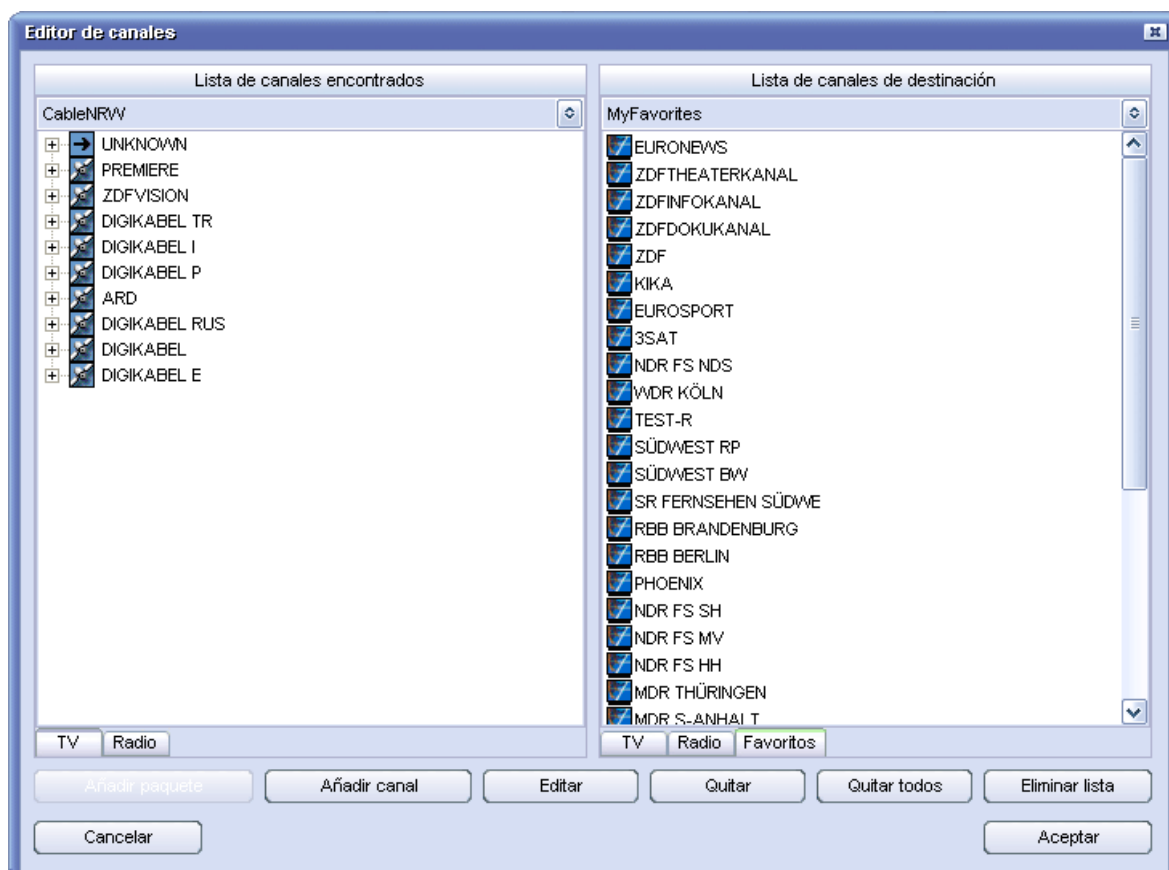 Editor de canales
Lista de canales encontrados
CableNRW
UNKNOWN
PREMIERE
ZDFVISION
DIGIKABEL TR
DIGIKABEL I
DIGIKABEL P
ARD
DIGIKABEL RUS
DIGIKABEL
DIGIKABEL E
TV
Radio
Lista de canales de destinación
MyFavorites
EURONEWS
ZDFTHEATERKANAL
ZDFINFOKANAL
ZDFDOKUKANAL
ZDF
KIKA
EUROSPORT
3SAT
NDR FS NDS
WDR KÖLN
TEST-R
SÜDWEST RP
SÜDWEST BW
SR FERNSEHEN SÜDWE
RBB BRANDENBURG
RBB BERLIN
PHOENIX
NDR FS SH
NDR FS MV
NDR FS HH
MDR THÜRINGEN
MDR S-ANHALT
TV
Radio
Favoritos
Añadir paquete
Añadir canal
Editar
Quitar
Quitar todos
Eliminar lista
Cancelar
Aceptar